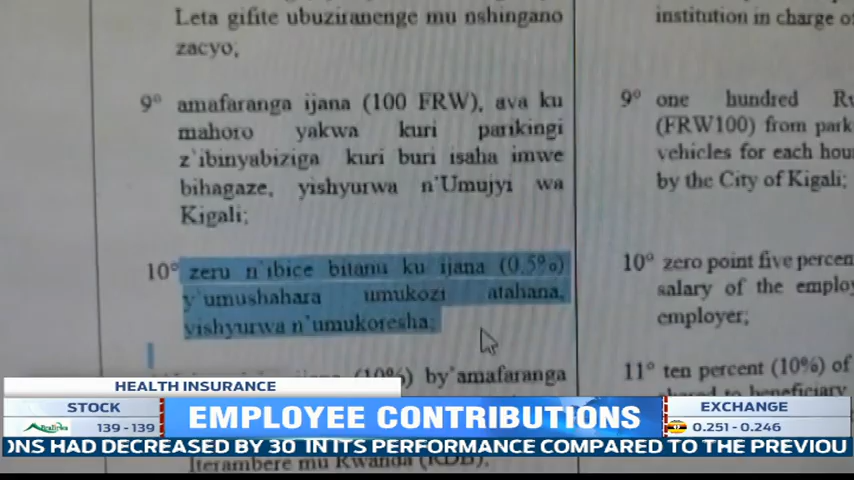 Leta gifite ubuziranenge mu nshingano
zacyo,
9° amafaranga ijana (100 FRW), ava ku
mahoro yakwa kuri parikingi
z'ibinyabiziga kuri buri isaha imwe
bihagaze, yishyurwa n'Umujyi wa
Kigali;
10° zeru n'ibice bitanu ku ijana (0.5%)
y'umushahara umukozi atahana,
yishyurwa n'umukoresha;
(10%) by'amafaranga
Iterambere mu Rwanda (RDB).
institution in charge of
9° one hundred
(FRW100) from park
vehicles for each hou
by the City of Kigali;
10° zero point five percen
salary of the emplo
employer;
11° ten percent (10%) of
beneficiary
HEALTH INSURANCE
STOCK
139 - 139
EMPLOYEE CONTRIBUTIONS
EXCHANGE
0.251 - 0.246
ONS HAD DECREASED BY 30 IN ITS PERFORMANCE COMPARED TO THE PREVIOU